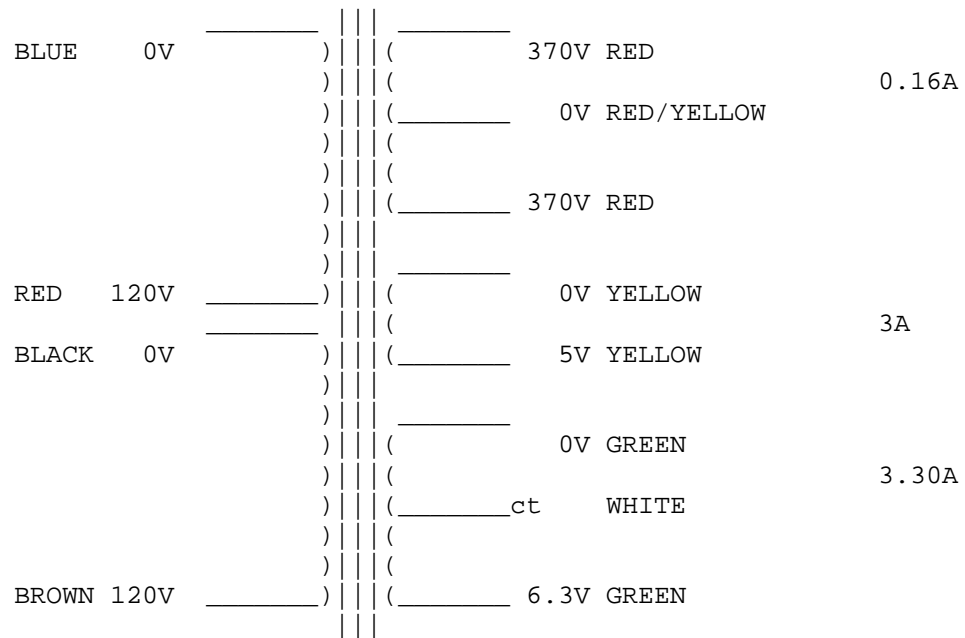 BLUE 0V 370V RED
0.16A
0V RED/YELLOW
370V RED
RED 120V 0V YELLOW
3A
BLACK 0V 5V YELLOW
0V GREEN
3.30A
ct WHITE
BROWN 120V 6.3V GREEN